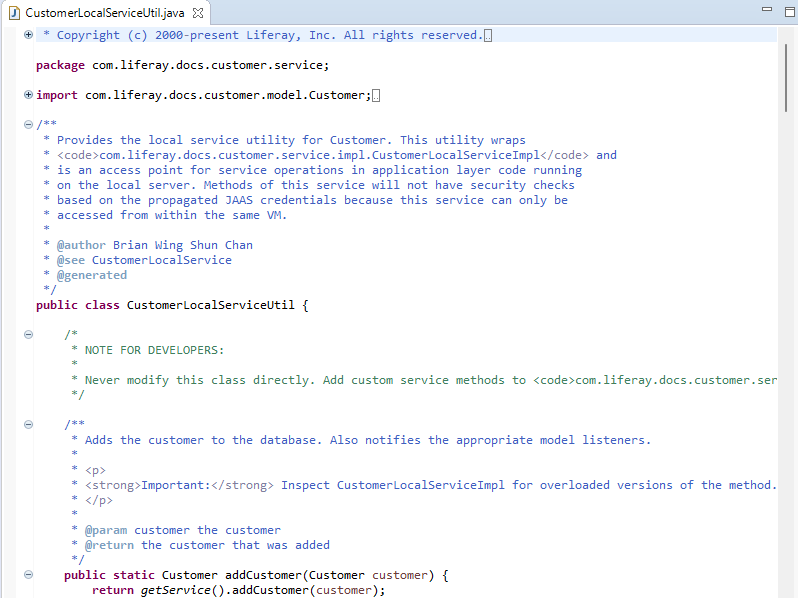 CustomerLocalServiceUtil.java
* Copyright (c) 2000-present Liferay, Inc. All rights reserved.
package com.liferay.docs.customer.service;
import com.liferay.docs.customer.model.Customer;
/**
* Provides the local service utility for Customer. This utility wraps
* <code>com.liferay.docs.customer.service.impl.CustomerLocalServiceImpl</code> and
* is an access point for service operations in application layer code running
* on the local server. Methods of this service will not have security checks
* based on the propagated JAAS credentials because this service can only be
* accessed from within the same VM.
*
* @author Brian Wing Shun Chan
* @see CustomerLocalService
* @generated
*/
public class CustomerLocalServiceUtil {
/*
* NOTE FOR DEVELOPERS:
*
* Never modify this class directly. Add custom service methods to <code>com.liferay.docs.customer.ser
*/
/**
* Adds the customer to the database. Also notifies the appropriate model listeners.
*
* <p>
* <strong>Important:</strong> Inspect CustomerLocalServiceImpl for overloaded versions of the method.
* </p>
*
* @param customer the customer
* @return the customer that was added
*/
public static Customer addCustomer(Customer customer) {
return getService().addCustomer(customer);